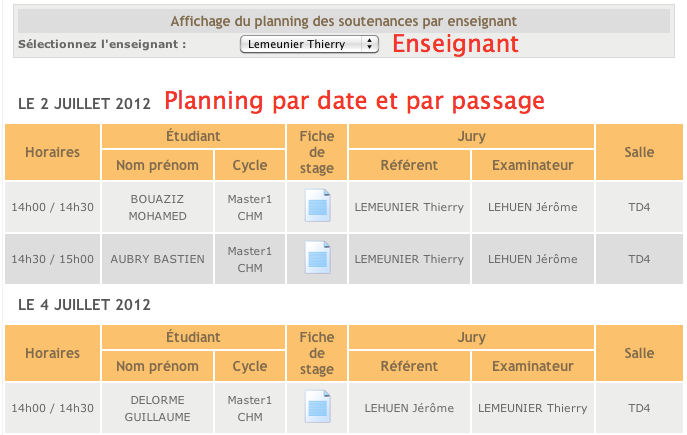 Affichage du planning des soutenances par enseignant
Sélectionnez l'enseignant : Lemeunier Thierry Enseignant
LE 2 JUILLET 2012 Planning par date et par passage
Horaires Étudiant Fiche de stage Jury Salle
Nom prénom Cycle Référent Examinateur
14h00 / 14h30 BOUAZIZ MOHAMED Master1 CHM LEMEUNIER Thierry LEHUEN Jérôme TD4
14h30 / 15h00 AUBRY BASTIEN Master1 CHM LEMEUNIER Thierry LEHUEN Jérôme TD4
LE 4 JUILLET 2012
Horaires Étudiant Fiche de stage Jury Salle
Nom prénom Cycle Référent Examinateur
14h00 / 14h30 DELORME GUILLAUME Master1 CHM LEHUEN Jérôme LEMEUNIER Thierry TD4